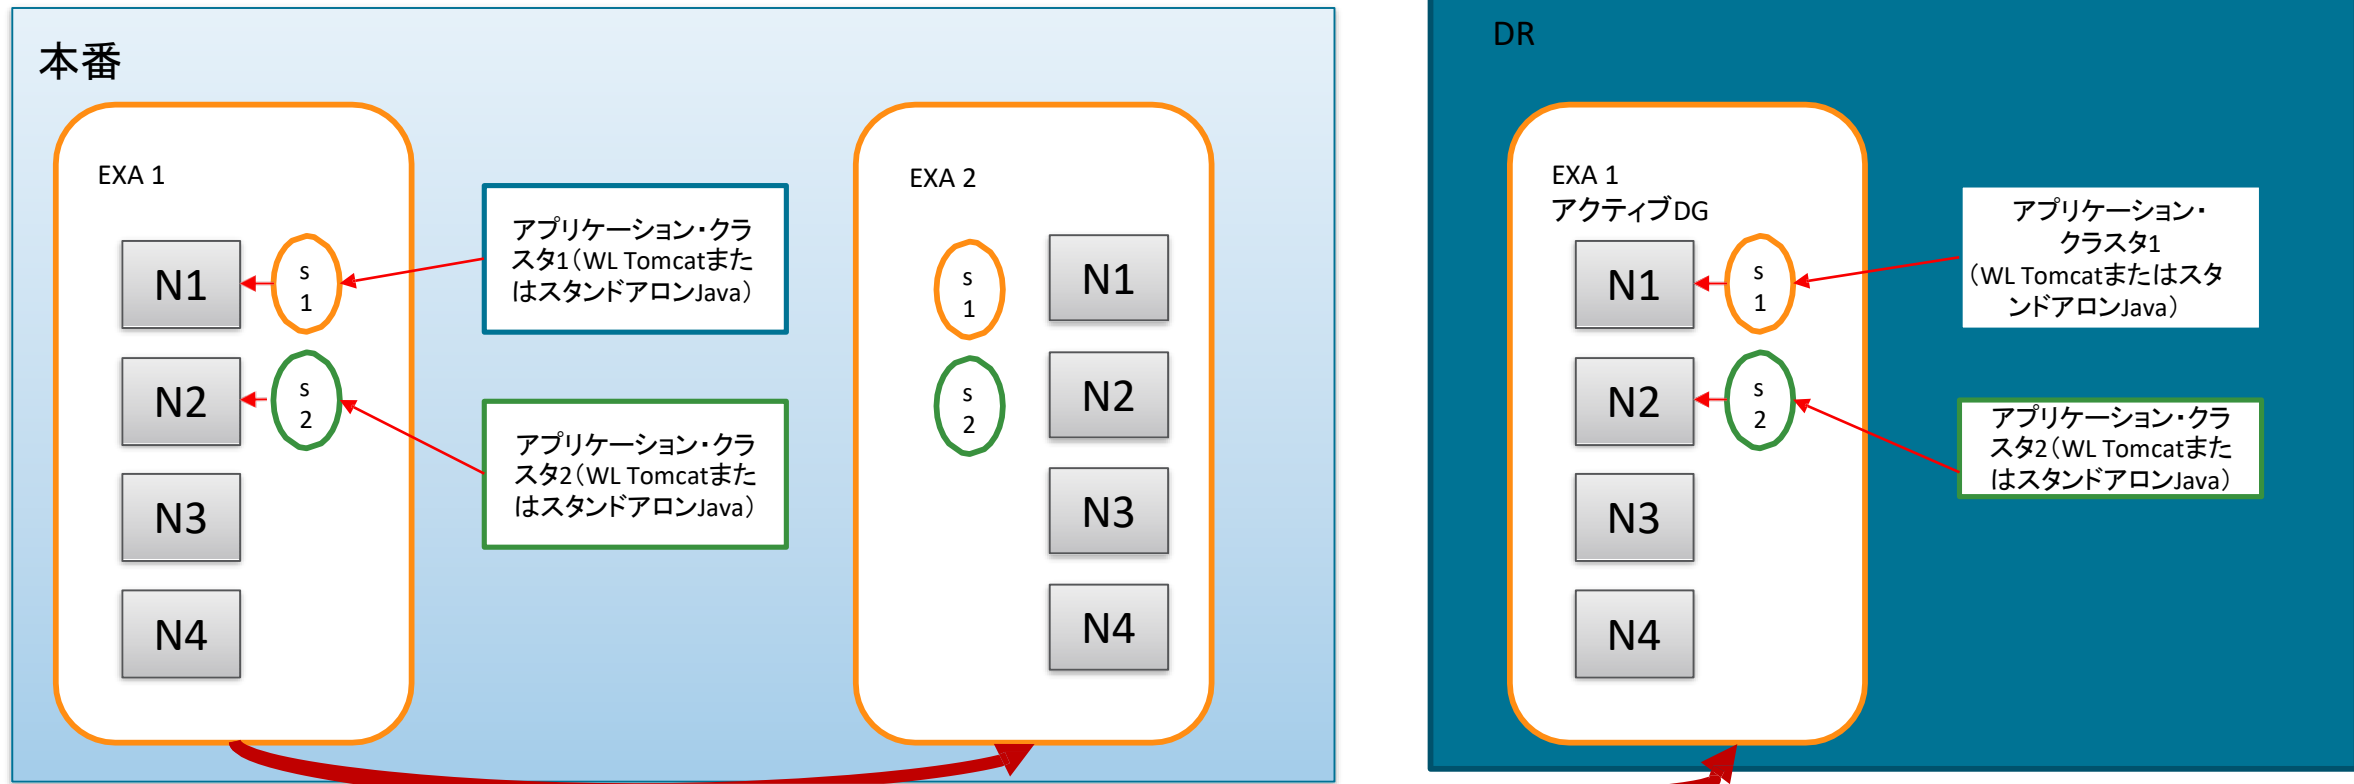 本番
EXA 1
N1
s
1
N2
s
2
N3
N4
アプリケーション・クラ
スタ1(WL Tomcatまた
はスタンドアロンJava)
アプリケーション・クラ
スタ2(WL Tomcatまた
はスタンドアロンJava)
EXA 2
s
1
s
2
N1
N2
N3
N4
DR
EXA 1
アクティブDG
N1
s
1
N2
s
2
N3
N4
アプリケーション・
クラスタ1
(WL Tomcatまたはスタ
ンドアロンJava)
アプリケーション・クラ
スタ2(WL Tomcatまた
はスタンドアロンJava)